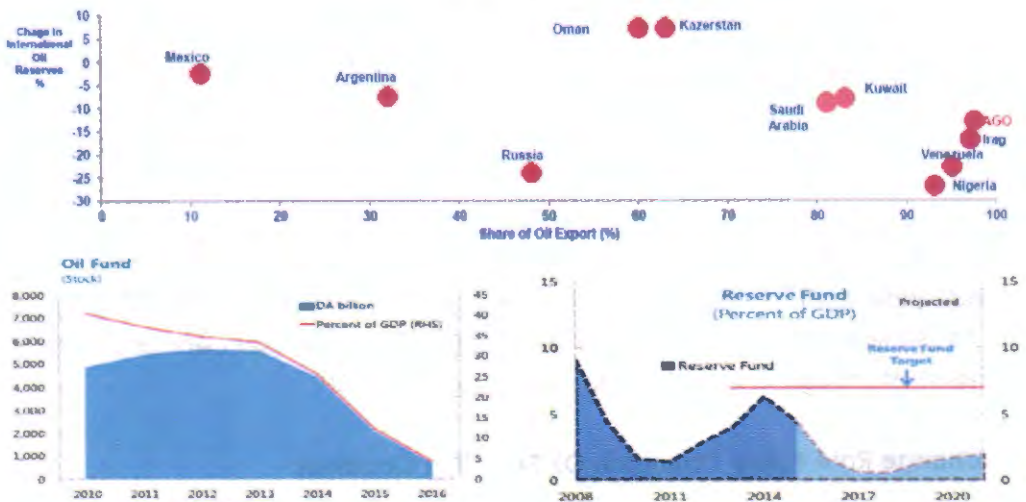 Chage in
International
Oil
Reserves
%
10
5
0
-5
-10
-15
-20
-25
-30
Mexico
Argentina
Russia
Oman
Kazerstan
Saudi
Arabia
Kuwait
AGO
Irag
Venezuela
Nigeria
0 10 20 30 40 50 60 70 80 90 100
Share of Oil Export (%)
Oil Fund
(Stock)
8,000
7,000
6,000
5,000
4,000
3,000
2,000
1,000
0
DA bilson
Percent of GDP (RHS)
45
40
35
30
25
20
15
10
5
0
2010 2011 2012 2013 2014 2015 2016
15
10
5
0
Reserve Fund
(Percent of GDP)
Projected
Reserve Fund
Target
Reserve Fund
15
10
5
0
2008 2011 2014 2017 2020